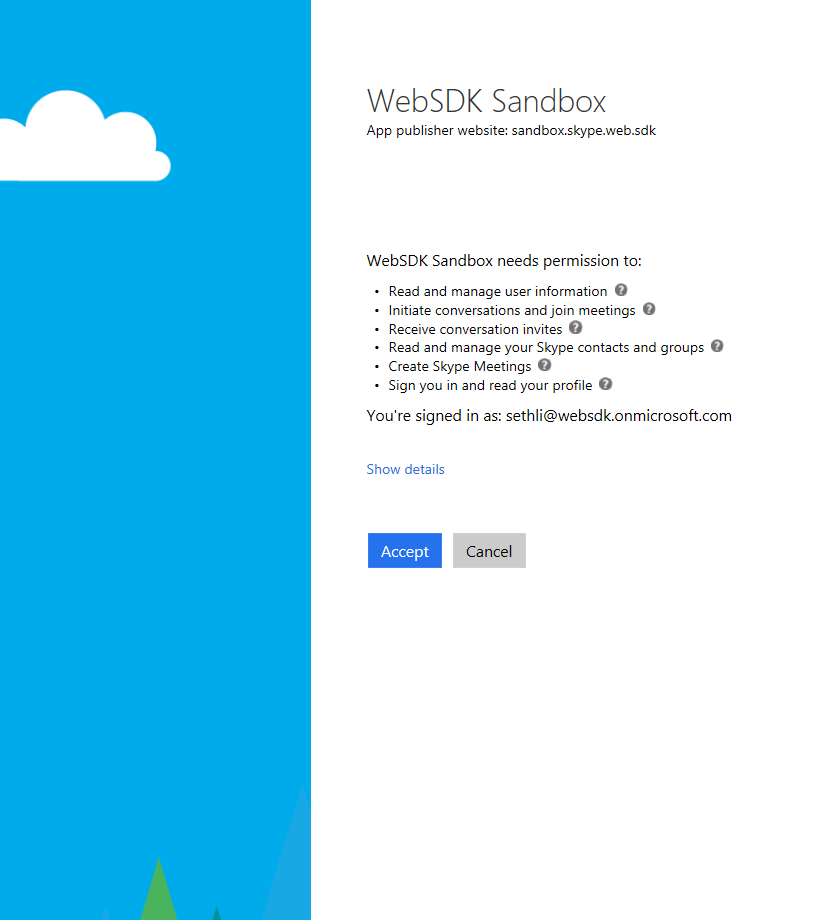 WebSDK Sandbox
App publisher website: sandbox.skype.web.sdk
WebSDK Sandbox needs permission to:
• Read and manage user information ?
• Initiate conversations and join meetings ?
• Receive conversation invites ?
• Read and manage your Skype contacts and groups ?
• Create Skype Meetings ?
• Sign you in and read your profile ?
You're signed in as: sethli@websdk.onmicrosoft.com
Show details
Accept Cancel